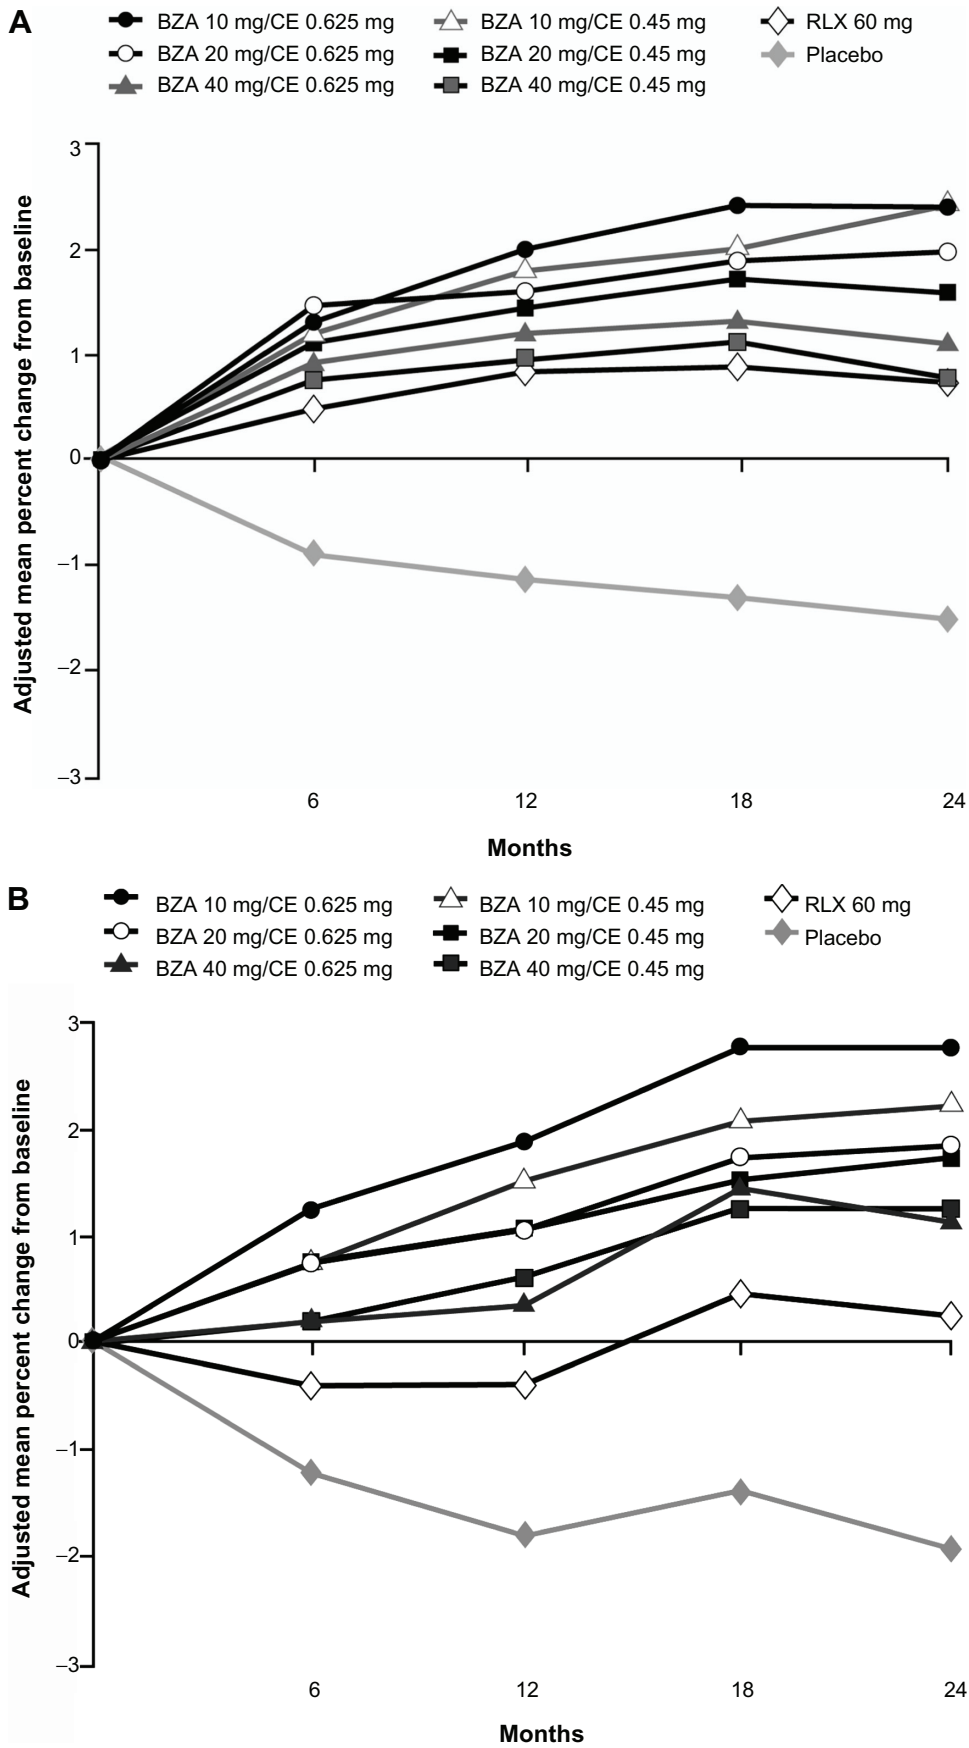 A
BZA 10 mg/CE 0.625 mg BZA 10 mg/CE 0.45 mg RLX 60 mg
BZA 20 mg/CE 0.625 mg BZA 20 mg/CE 0.45 mg Placebo
BZA 40 mg/CE 0.625 mg BZA 40 mg/CE 0.45 mg
Adjusted mean percent change from baseline
3
2
1
0
−1
−2
−3
6 12 18 24
Months
B
BZA 10 mg/CE 0.625 mg BZA 10 mg/CE 0.45 mg RLX 60 mg
BZA 20 mg/CE 0.625 mg BZA 20 mg/CE 0.45 mg Placebo
BZA 40 mg/CE 0.625 mg BZA 40 mg/CE 0.45 mg
Adjusted mean percent change from baseline
3
2
1
0
−1
−2
−3
6 12 18 24
Months